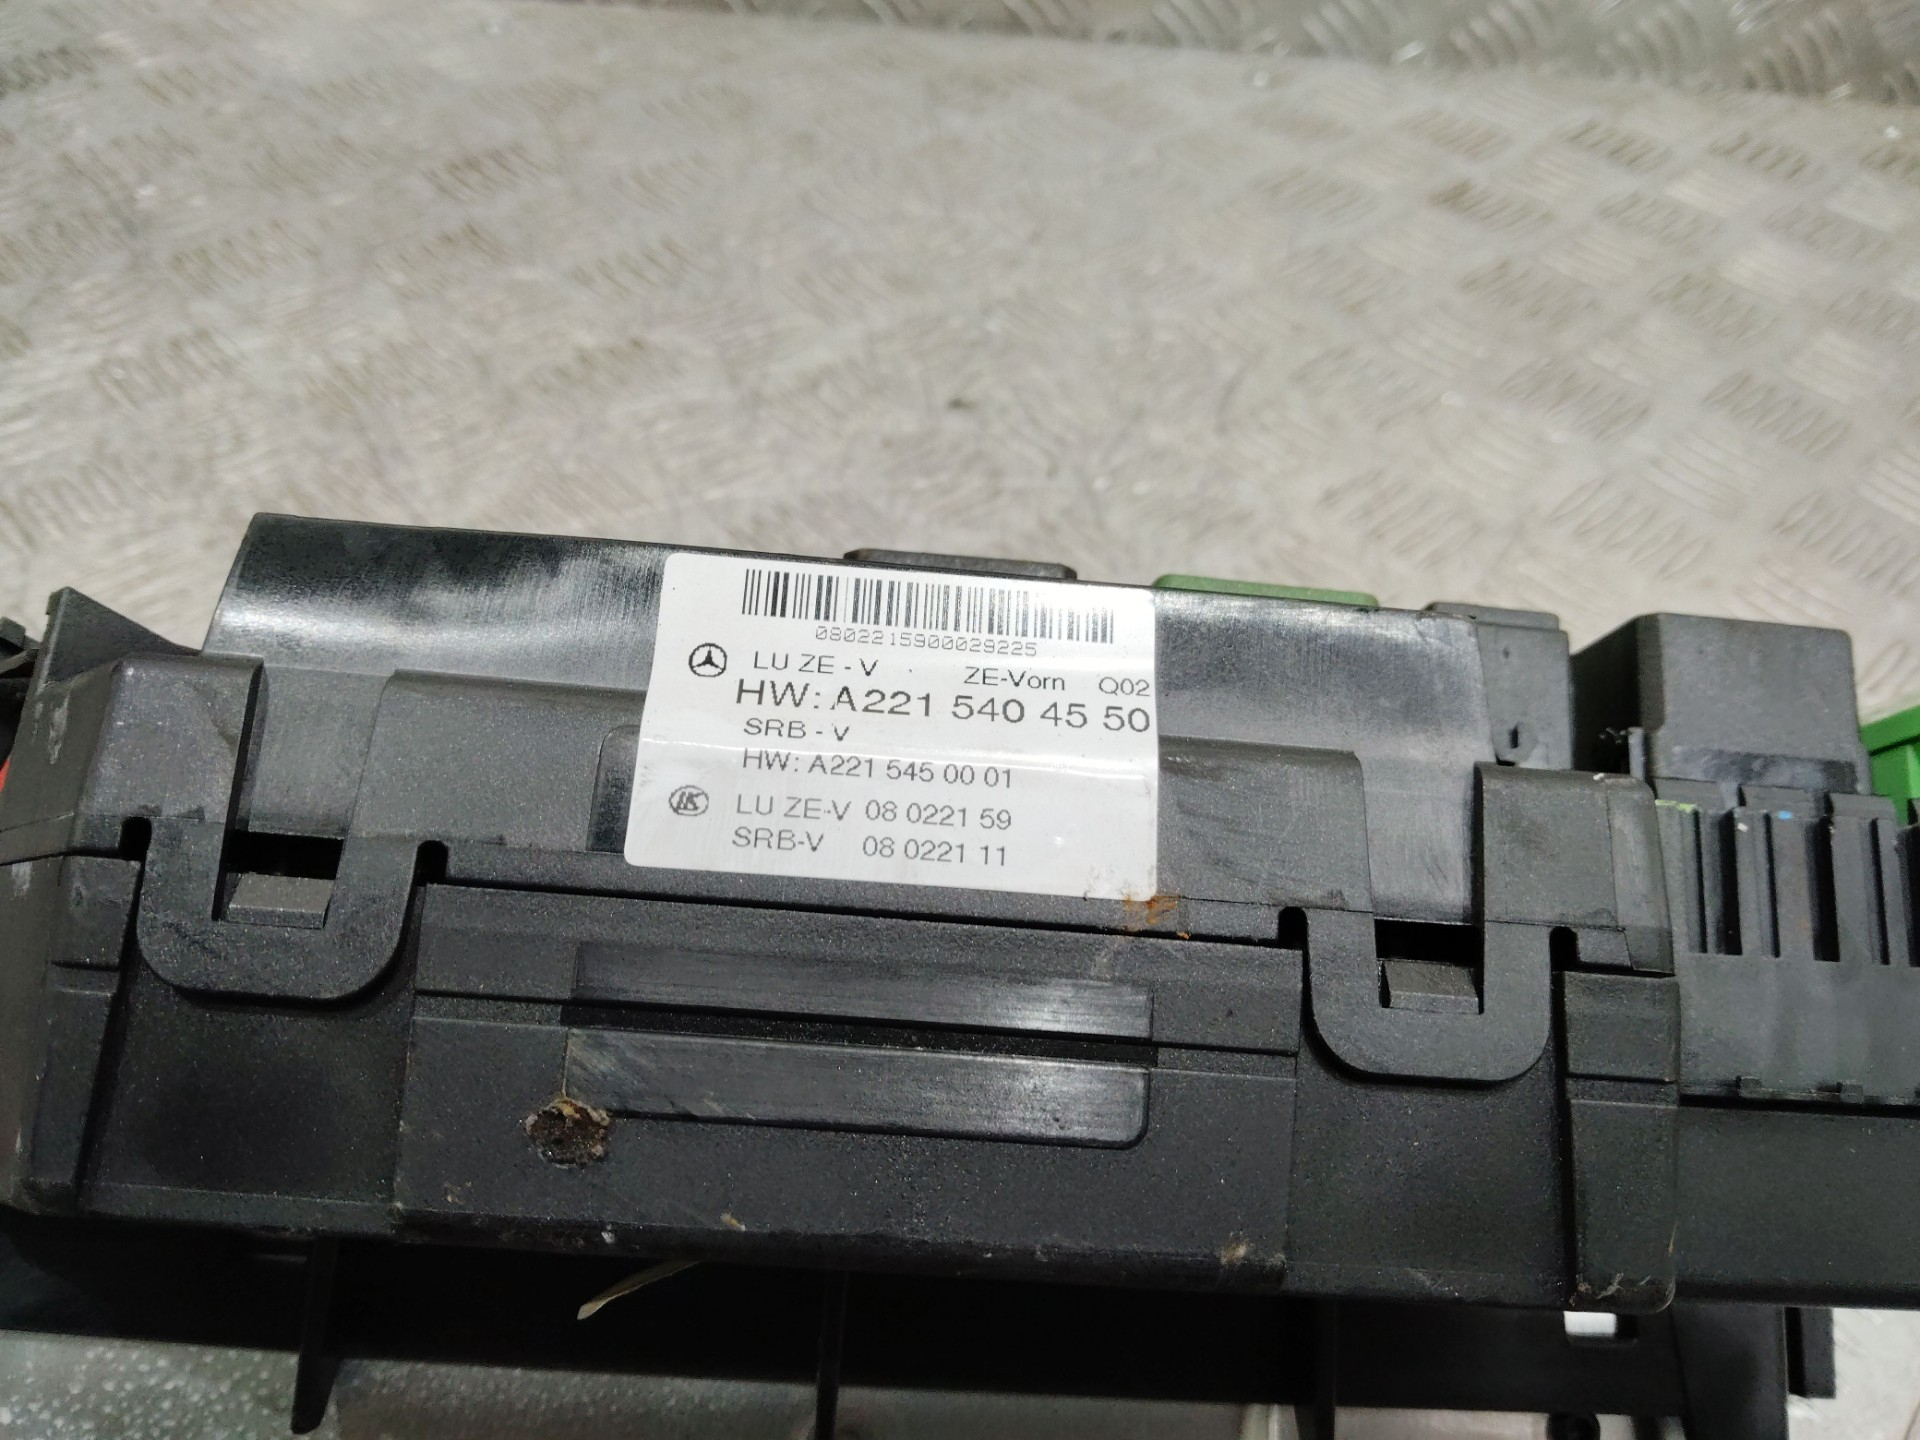 0802215900029225
LU ZE - V ZE-Vorn Q02
HW: A221 540 45 50
SRB - V
HW: A221 545 00 01
LK LU ZE-V 08 0221 59
SRB-V 08 0221 11